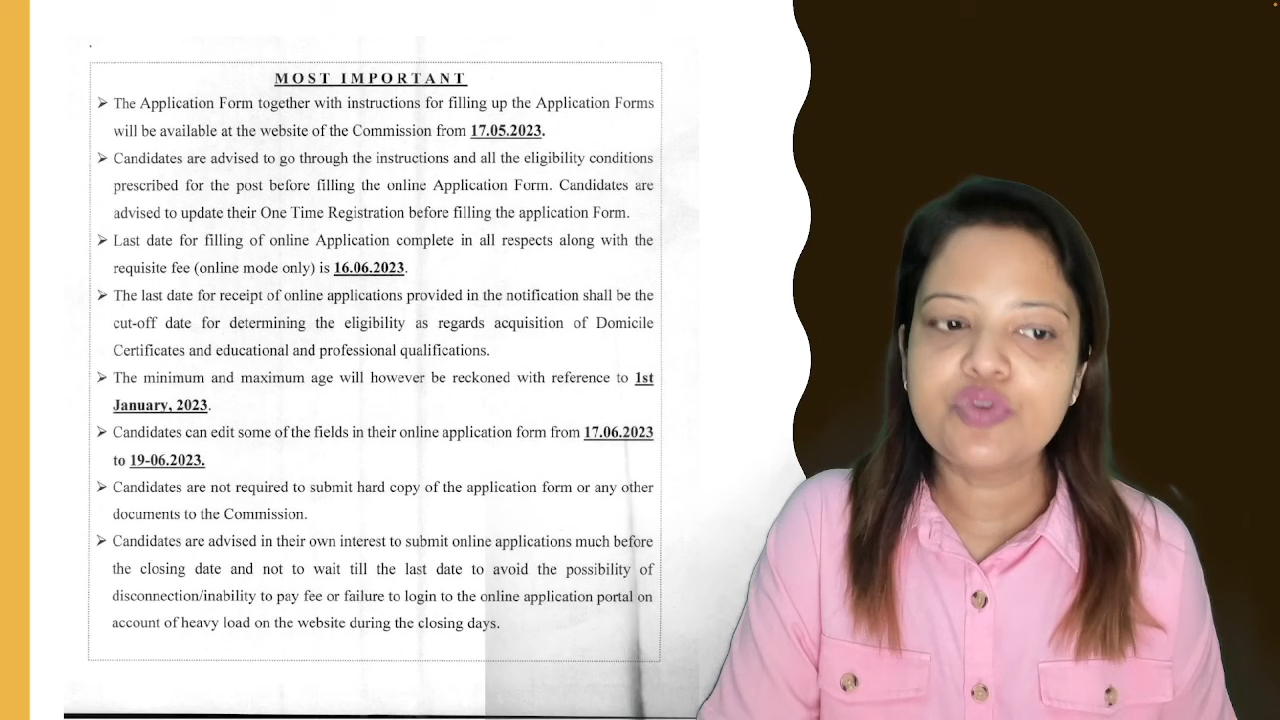 MOST IMPORTANT
➢ The Application Form together with instructions for filling up the Application Forms
will be available at the website of the Commission from 17.05.2023.
➢ Candidates are advised to go through the instructions and all the eligibility conditions
prescribed for the post before filling the online Application Form. Candidates are
advised to update their One Time Registration before filling the application Form.
➢ Last date for filling of online Application complete in all respects along with the
requisite fee (online mode only) is 16.06.2023.
➢ The last date for receipt of online applications provided in the notification shall be the
cut-off date for determining the eligibility as regards acquisition of Domicile
Certificates and educational and professional qualifications.
➢ The minimum and maximum age will however be reckoned with reference to 1st
January, 2023.
➢ Candidates can edit some of the fields in their online application form from 17.06.2023
to 19-06.2023.
➢ Candidates are not required to submit hard copy of the application form or any other
documents to the Commission.
➢ Candidates are advised in their own interest to submit online applications much before
the closing date and not to wait till the last date to avoid the possibility of
disconnection/inability to pay fee or failure to login to the online application portal on
account of heavy load on the website during the closing days.